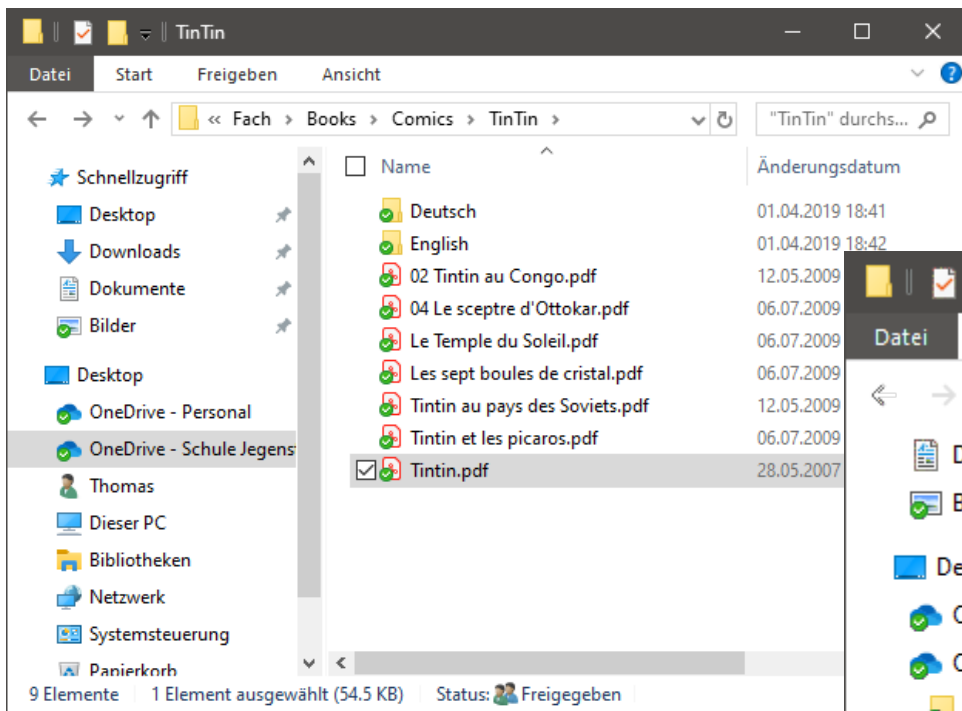 TinTin
Datei Start Freigeben Ansicht
« Fach > Books > Comics > TinTin > "TinTin" durchs...
Schnellzugriff
Desktop
Downloads
Dokumente
Bilder
Desktop
OneDrive - Personal
OneDrive - Schule Jegens
Thomas
Dieser PC
Bibliotheken
Netzwerk
Systemsteuerung
Papierkorb
Name Änderungsdatum
Deutsch 01.04.2019 18:41
English 01.04.2019 18:42
02 Tintin au Congo.pdf 12.05.2009
04 Le sceptre d'Ottokar.pdf 06.07.2009
Le Temple du Soleil.pdf 06.07.2009
Les sept boules de cristal.pdf 06.07.2009
Tintin au pays des Soviets.pdf 12.05.2009
Tintin et les picaros.pdf 06.07.2009
Tintin.pdf 28.05.2007
9 Elemente 1 Element ausgewählt (54.5 KB) Status: Freigegeben
Datei
De